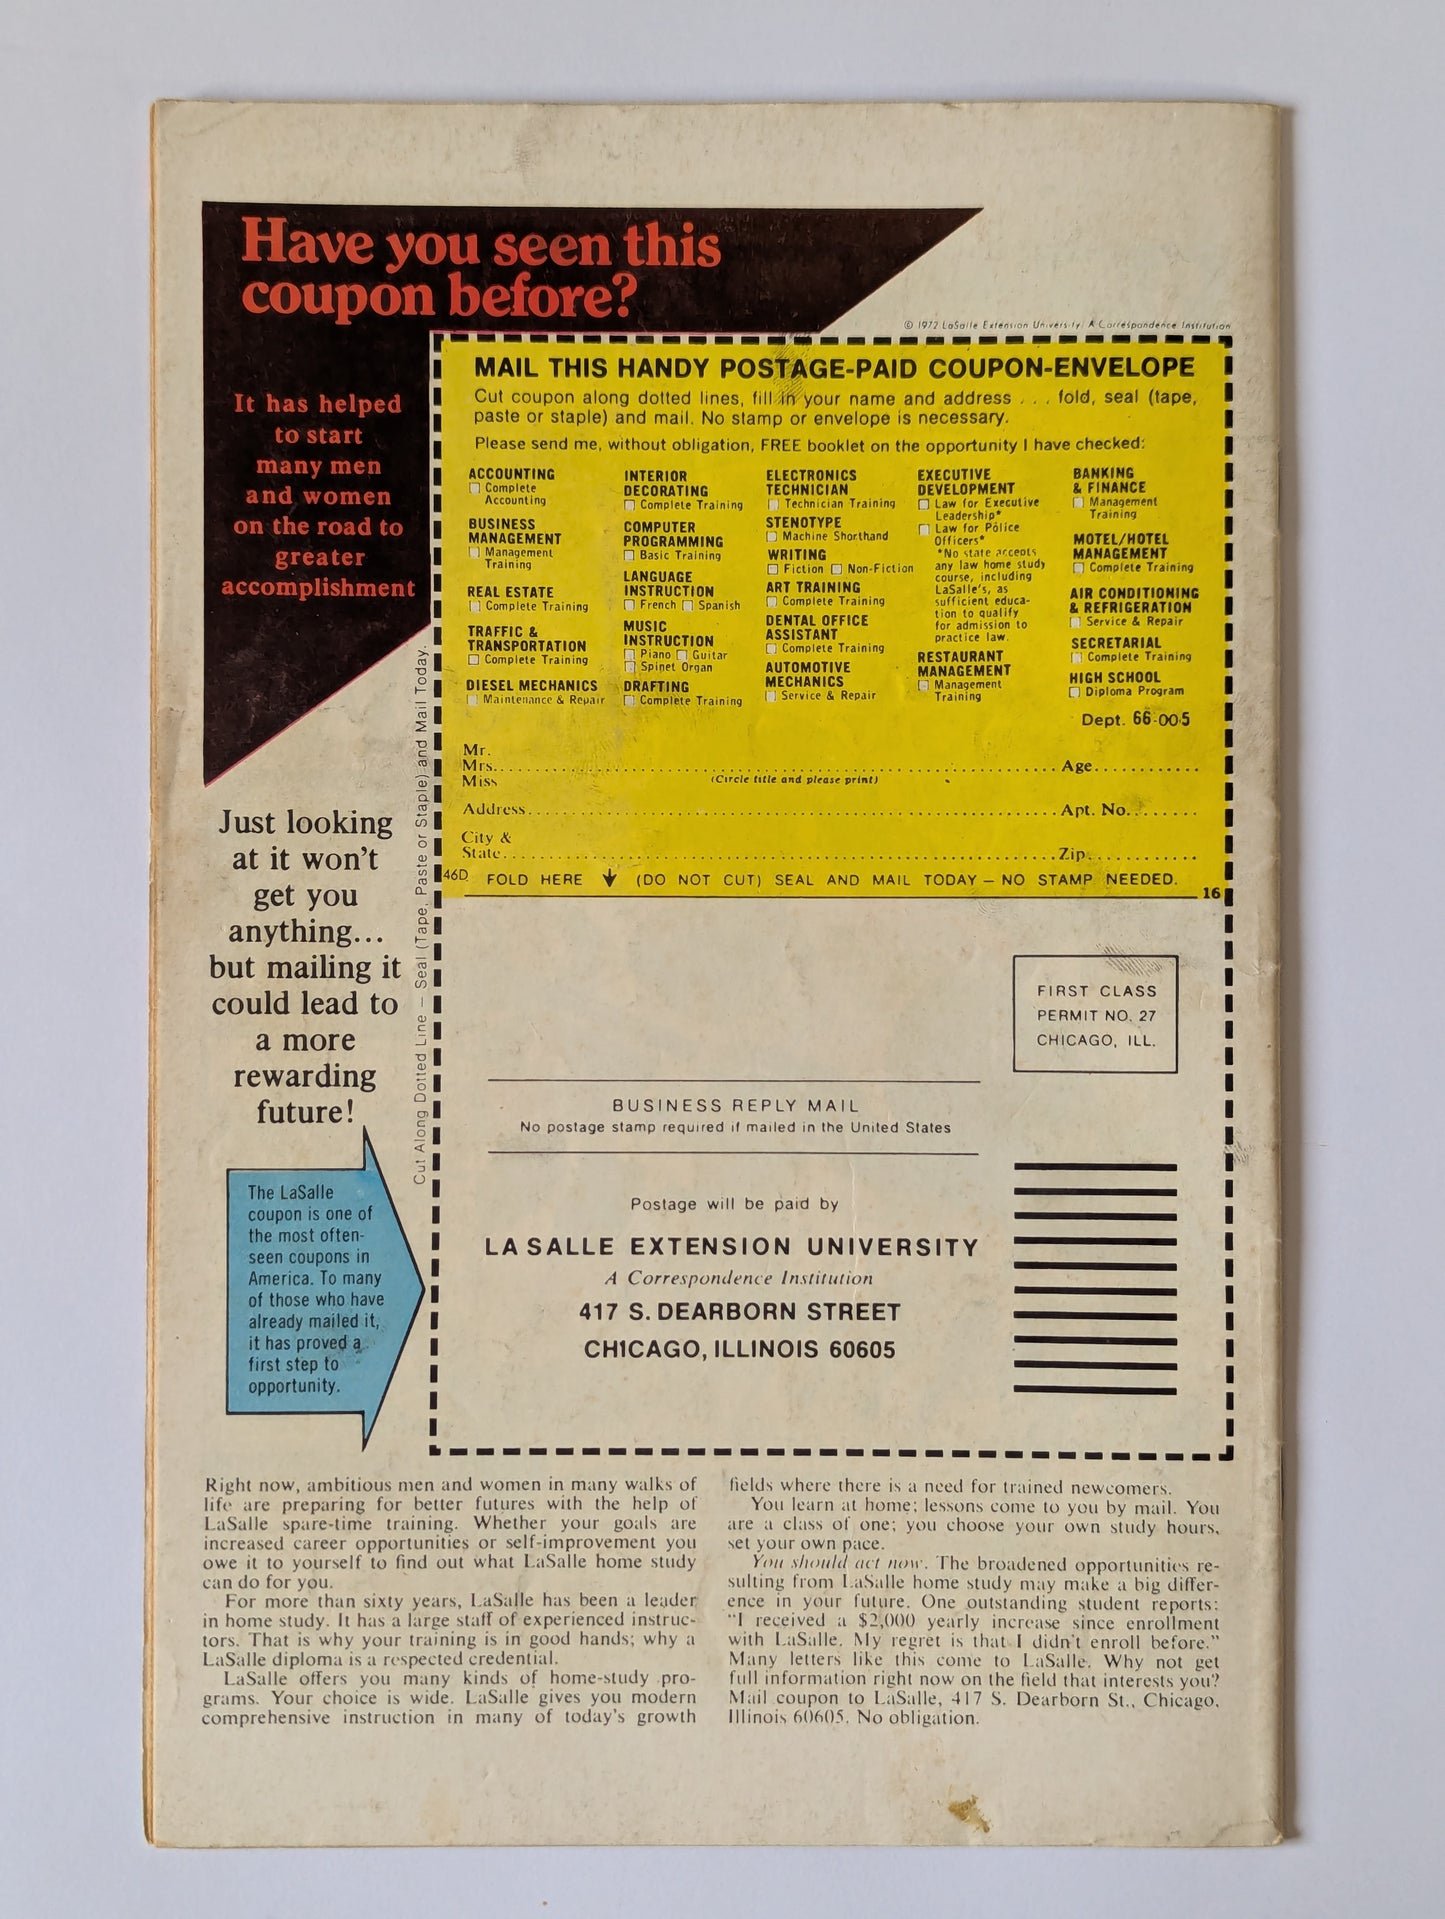 Have you seen this
coupon before?
© 1972 LaSalle Extension University, A Correspondence Institution
It has helped
to start
many men
and women
on the road to
greater
accomplishment
MAIL THIS HANDY POSTAGE-PAID COUPON-ENVELOPE
Cut coupon along dotted lines, fill in your name and address . . . fold, seal (tape,
paste or staple) and mail. No stamp or envelope is necessary.
Please send me, without obligation, FREE booklet on the opportunity I have checked:
ACCOUNTING
Complete
Accounting
BUSINESS
MANAGEMENT
Management
Training
REAL ESTATE
Complete Training
TRAFFIC &
TRANSPORTATION
Complete Training
DIESEL MECHANICS
Maintenance & Repair
INTERIOR
DECORATING
Complete Training
COMPUTER
PROGRAMMING
Basic Training
LANGUAGE
INSTRUCTION
French Spanish
MUSIC
INSTRUCTION
Piano Guitar
Spinet Organ
DRAFTING
Complete Training
ELECTRONICS
TECHNICIAN
Technician Training
STENOTYPE
Machine Shorthand
WRITING
Fiction Non-Fiction
ART TRAINING
Complete Training
DENTAL OFFICE
ASSISTANT
Complete Training
AUTOMOTIVE
MECHANICS
Service & Repair
EXECUTIVE
DEVELOPMENT
Law for Executive
Leadership*
Law for Police
Officers*
*No state accepts
any law home study
course, including
LaSalle's, as
sufficient educa-
tion to qualify
for admission to
practice law.
RESTAURANT
MANAGEMENT
Management
Training
BANKING
& FINANCE
Management
Training
MOTEL/HOTEL
MANAGEMENT
Complete Training
AIR CONDITIONING
& REFRIGERATION
Service & Repair
SECRETARIAL
Complete Training
HIGH SCHOOL
Diploma Program
Dept. 66-005
Mr.
Mrs. Age
Miss (Circle title and please print)
Address Apt. No.
City &
State Zip
46D FOLD HERE (DO NOT CUT) SEAL AND MAIL TODAY – NO STAMP NEEDED.
16
Cut Along Dotted Line – Seal (Tape, Paste or Staple) and Mail Today.
Just looking
at it won't
get you
anything...
but mailing it
could lead to
a more
rewarding
future!
The LaSalle
coupon is one of
the most often-
seen coupons in
America. To many
of those who have
already mailed it,
it has proved a
first step to
opportunity.
FIRST CLASS
PERMIT NO. 27
CHICAGO, ILL.
BUSINESS REPLY MAIL
No postage stamp required if mailed in the United States
Postage will be paid by
LA SALLE EXTENSION UNIVERSITY
A Correspondence Institution
417 S. DEARBORN STREET
CHICAGO, ILLINOIS 60605
Right now, ambitious men and women in many walks of
life are preparing for better futures with the help of
LaSalle spare-time training. Whether your goals are
increased career opportunities or self-improvement you
owe it to yourself to find out what LaSalle home study
can do for you.
For more than sixty years, LaSalle has been a leader
in home study. It has a large staff of experienced instruc-
tors. That is why your training is in good hands; why a
LaSalle diploma is a respected credential.
LaSalle offers you many kinds of home-study pro-
grams. Your choice is wide. LaSalle gives you modern
comprehensive instruction in many of today's growth
fields where there is a need for trained newcomers.
You learn at home; lessons come to you by mail. You
are a class of one; you choose your own study hours,
set your own pace.
You should act now. The broadened opportunities re-
sulting from LaSalle home study may make a big differ-
ence in your future. One outstanding student reports:
"I received a $2,000 yearly increase since enrollment
with LaSalle. My regret is that I didn't enroll before."
Many letters like this come to LaSalle. Why not get
full information right now on the field that interests you?
Mail coupon to LaSalle, 417 S. Dearborn St., Chicago,
Illinois 60605. No obligation.